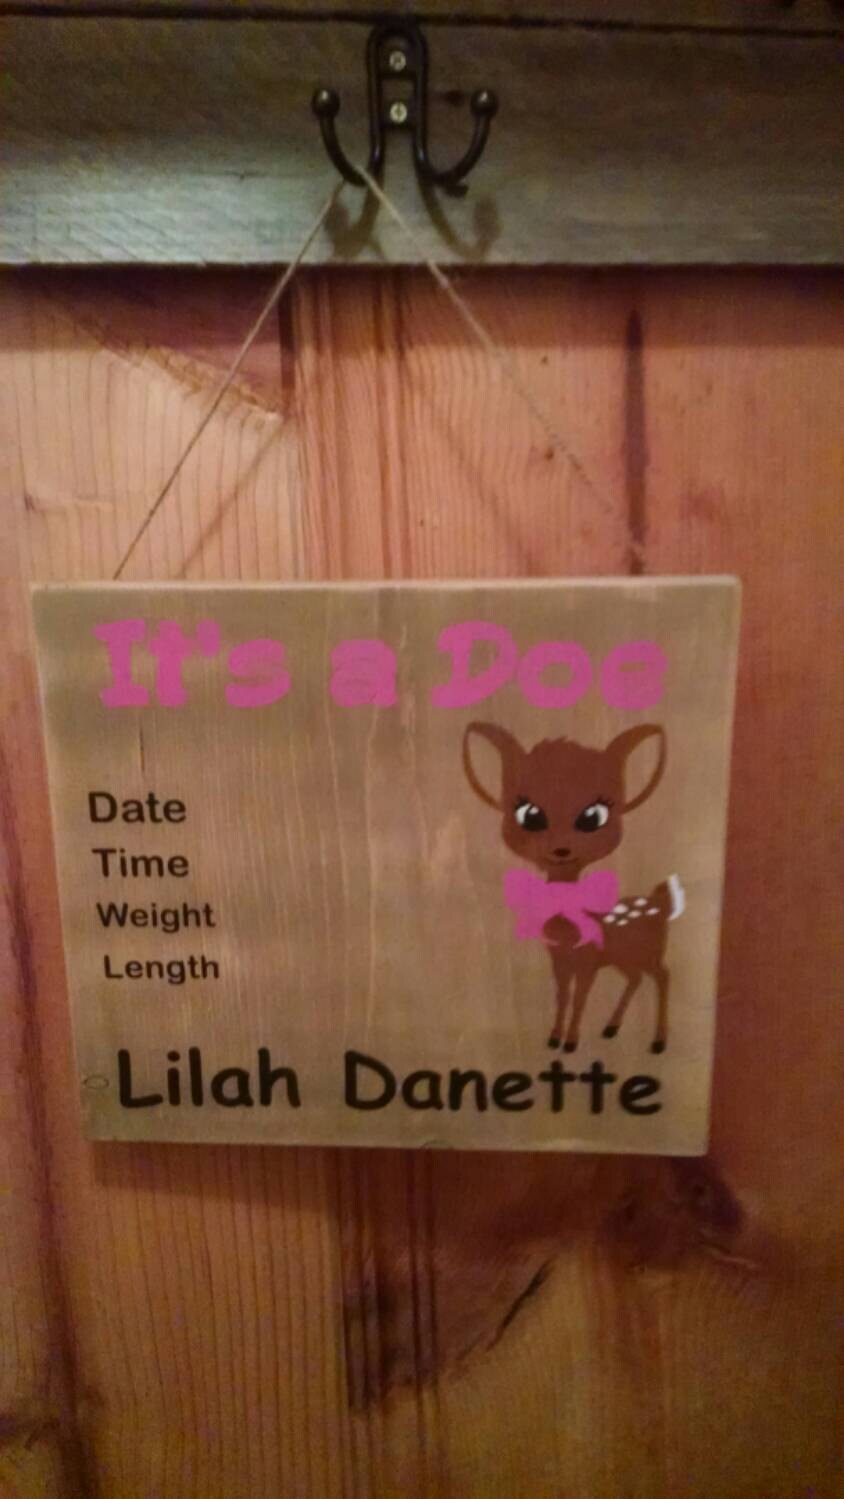 It's a Doe
Date
Time
Weight
Length
Lilah Danette